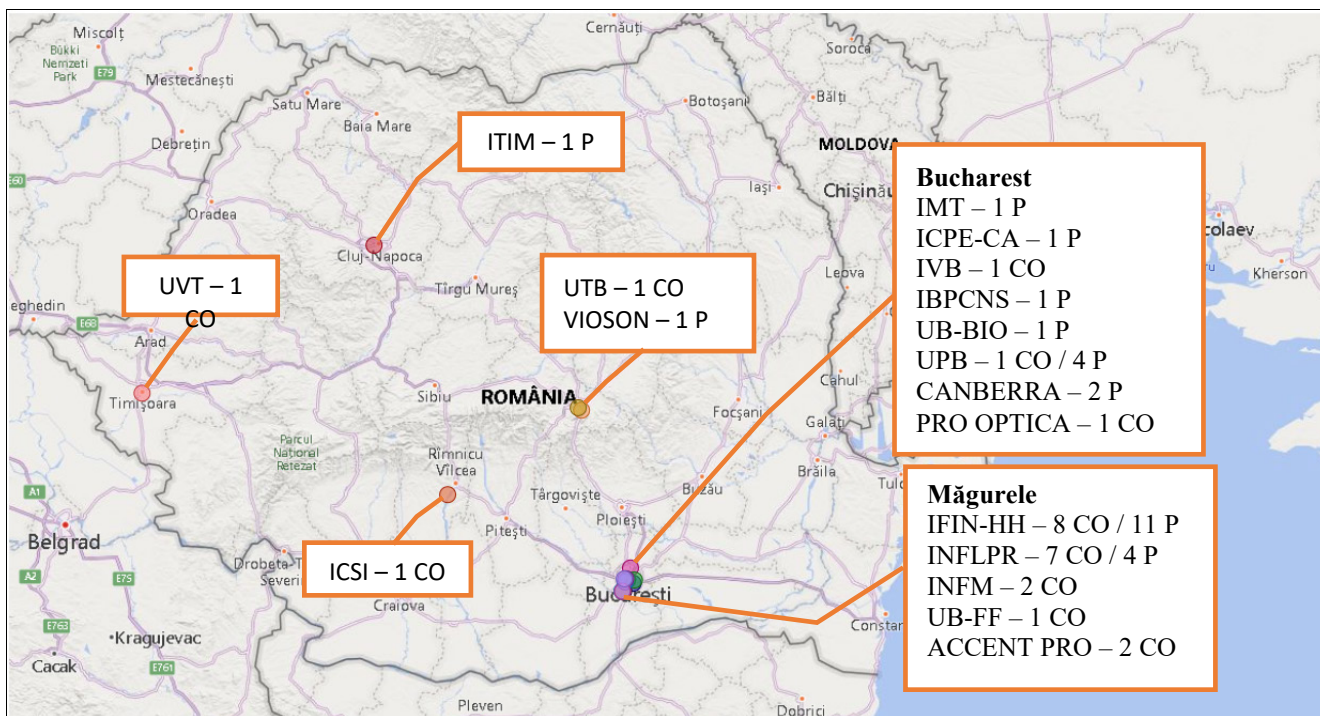 Miscolț
Cernăuți
Soroca
Bükki
Nemzeti
Park
E79
Mestecănești
Satu Mare
Botoșani
Bălți
Baia Mare
Debrețin
ITIM – 1 P
MOLDOVA
Iași
Chișinău
Oradea
Cluj-Napoca
colaev
Kherson
Leova
Tîrgu Mureș
UVT – 1
CO
eghedin
E68
Arad
UTB – 1 CO
VIOSON – 1 P
Bucharest
IMT – 1 P
ICPE-CA – 1 P
IVB – 1 CO
IBPCNS – 1 P
UB-BIO – 1 P
UPB – 1 CO / 4 P
CANBERRA – 2 P
PRO OPTICA – 1 CO
Timișoara
Sibiu
ROMÂNIA
Focșani
Cahul
Galați
Parcul
Național
Retezat
Rîmnicu
Vîlcea
Brăila
Tulc
Buzău
Târgoviște
Ploiești
Pitești
A1
Belgrad
A2
E75
Drobeta-T
Severin
ICSI – 1 CO
Craiova
București
Constan
Măgurele
IFIN-HH – 8 CO / 11 P
INFLPR – 7 CO / 4 P
INFM – 2 CO
UB-FF – 1 CO
ACCENT PRO – 2 CO
E763
Kragujevac
Cacak
E761
Pleven
Dobrici